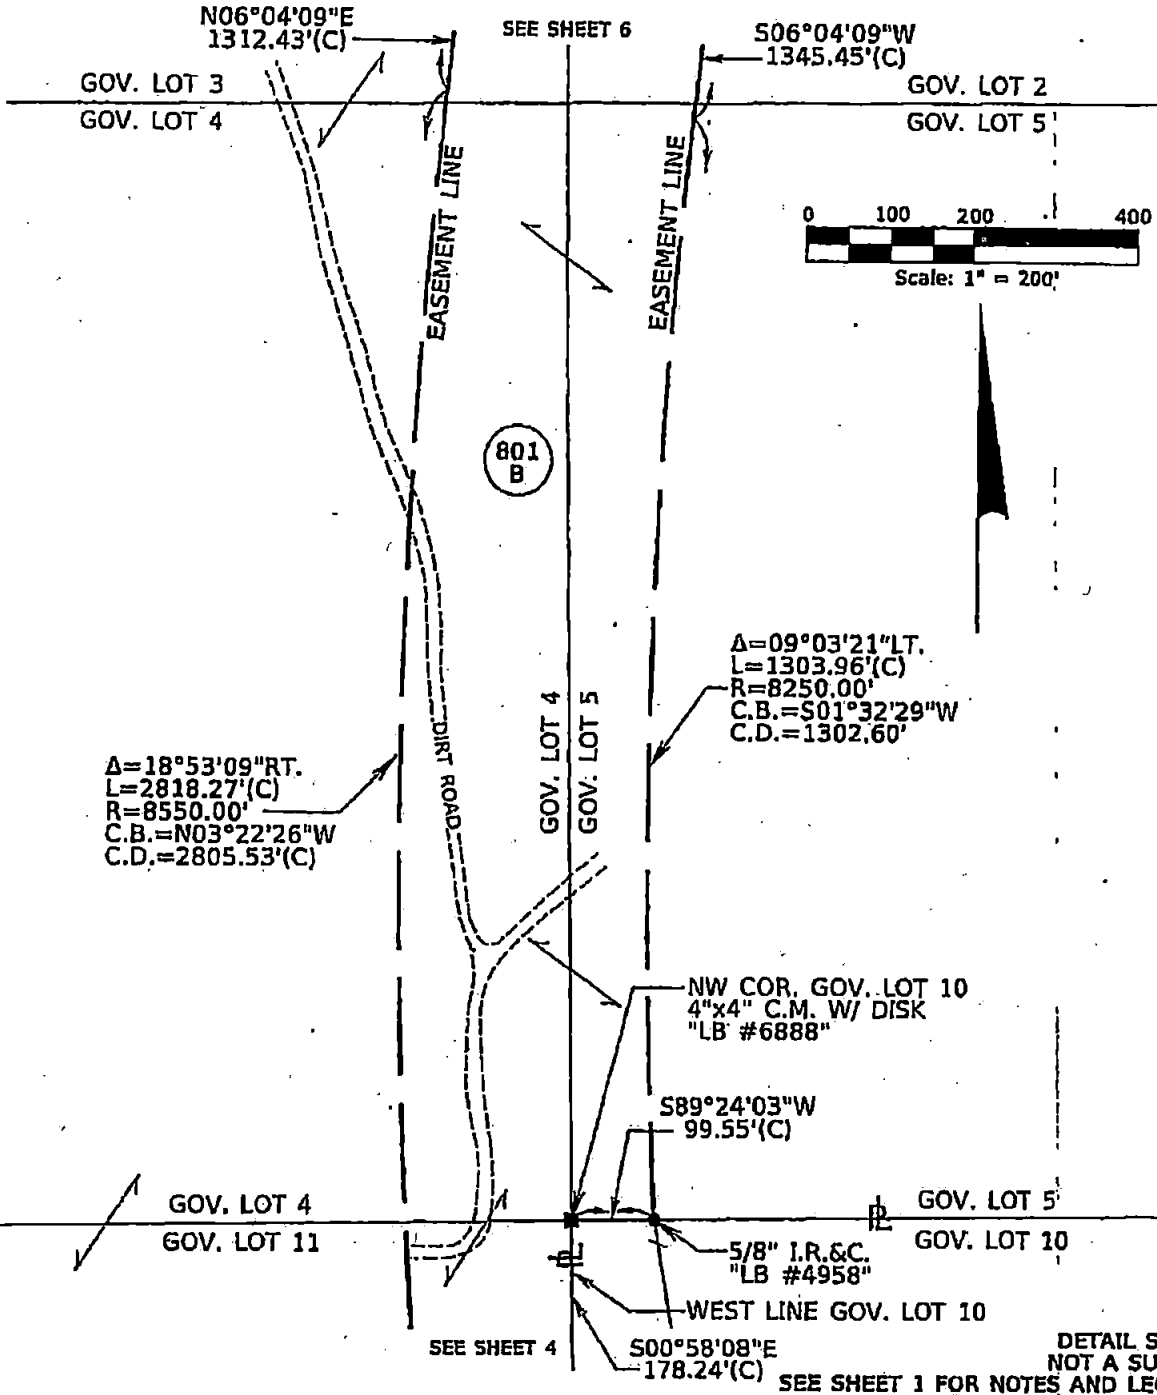 N06°04'09"E
1312.43'(C)
SEE SHEET 6
S06°04'09"W
1345.45'(C)
GOV. LOT 3
GOV. LOT 2
GOV. LOT 4
GOV. LOT 5
EASEMENT LINE
EASEMENT LINE
0 100 200 400
Scale: 1" = 200'
801
B
Δ=09°03'21"LT.
L=1303.96'(C)
R=8250.00'
C.B.=S01°32'29"W
C.D.=1302.60'
GOV. LOT 4
GOV. LOT 5
DIRT ROAD
Δ=18°53'09"RT.
L=2818.27'(C)
R=8550.00'
C.B.=N03°22'26"W
C.D.=2805.53'(C)
NW COR. GOV. LOT 10
4"x4" C.M. W/ DISK
"LB #6888"
S89°24'03"W
99.55'(C)
GOV. LOT 4
GOV. LOT 5
GOV. LOT 11
PL
GOV. LOT 10
5/8" I.R.&C.
"LB #4958"
PL
WEST LINE GOV. LOT 10
SEE SHEET 4
S00°58'08"E
178.24'(C)
DETAIL S
NOT A SU
SEE SHEET 1 FOR NOTES AND LE